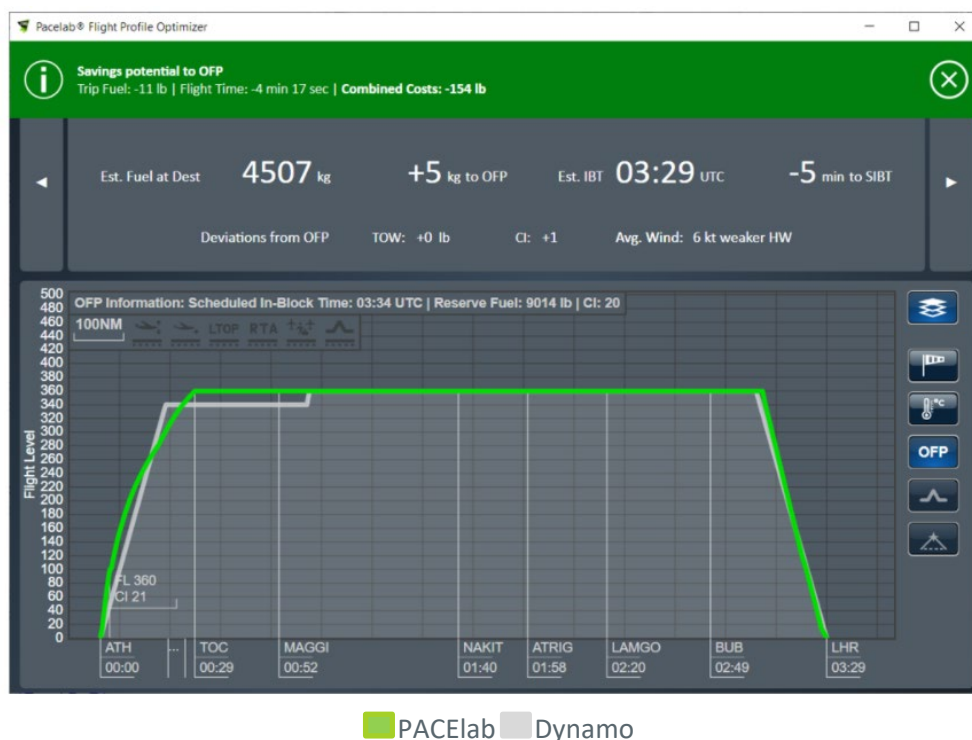 Pacelab® Flight Profile Optimizer
Savings potential to OFP
Trip Fuel: -11 lb | Flight Time: -4 min 17 sec | Combined Costs: -154 lb
Est. Fuel at Dest 4507 kg +5 kg to OFP Est. IBT 03:29 UTC -5 min to SIBT
Deviations from OFP TOW: +0 lb CI: +1 Avg. Wind: 6 kt weaker HW
OFP Information: Scheduled In-Block Time: 03:34 UTC | Reserve Fuel: 9014 lb | CI: 20
100NM LTOP RTA
500
480
460
440
420
400
380
360
340
320
300
280
260
240
220
200
180
160
140
120
100
80
60
40
20
0
Flight Level
°C
OFP
FL 360
CI 21
ATH ... TOC MAGGI NAKIT ATRIG LAMGO BUB LHR
00:00 00:29 00:52 01:40 01:58 02:20 02:49 03:29
PACElab Dynamo